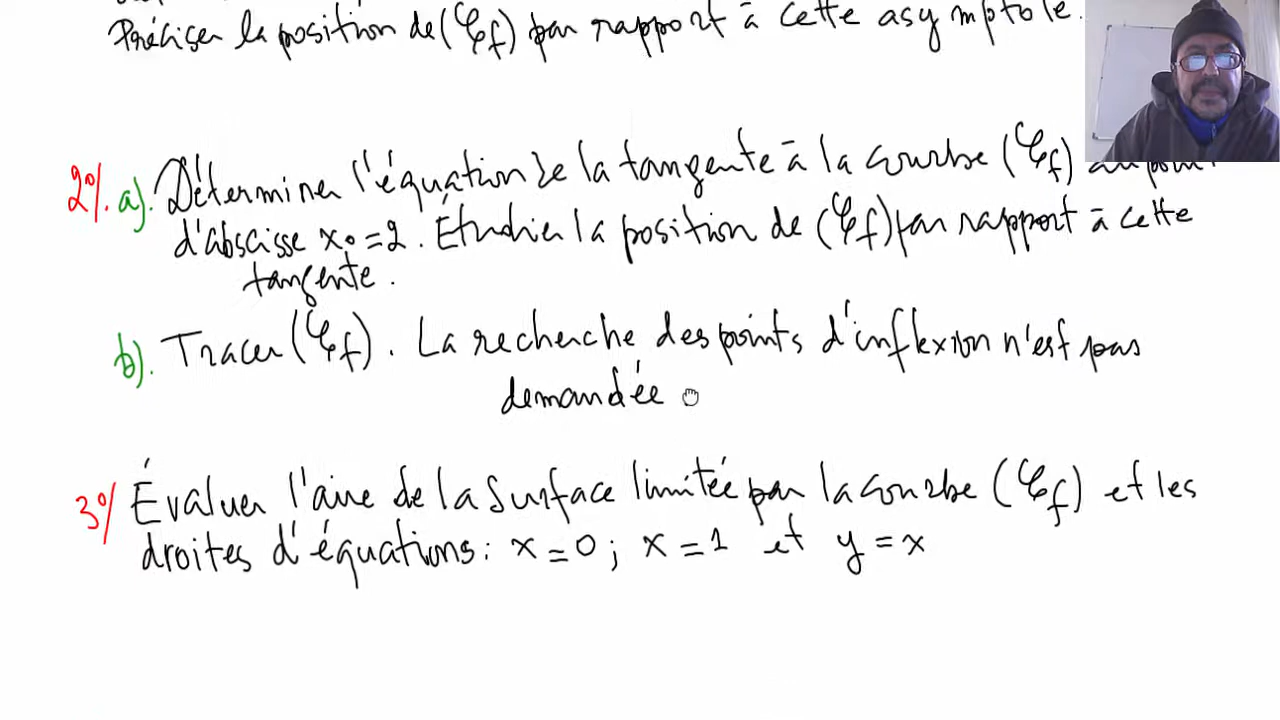 Préciser la position de (𝒞f) par rapport à cette asymptote.
2°/. a). Déterminer l'équation de la tangente à la courbe (𝒞f) au point
d'abscisse x₀ = 2. Étudier la position de (𝒞f) par rapport à cette
tangente.
b). Tracer (𝒞f). La recherche des points d'inflexion n'est pas
demandée
3°/ Évaluer l'aire de la surface limitée par la courbe (𝒞f) et les
droites d'équations : x = 0 ; x = 1 et y = x